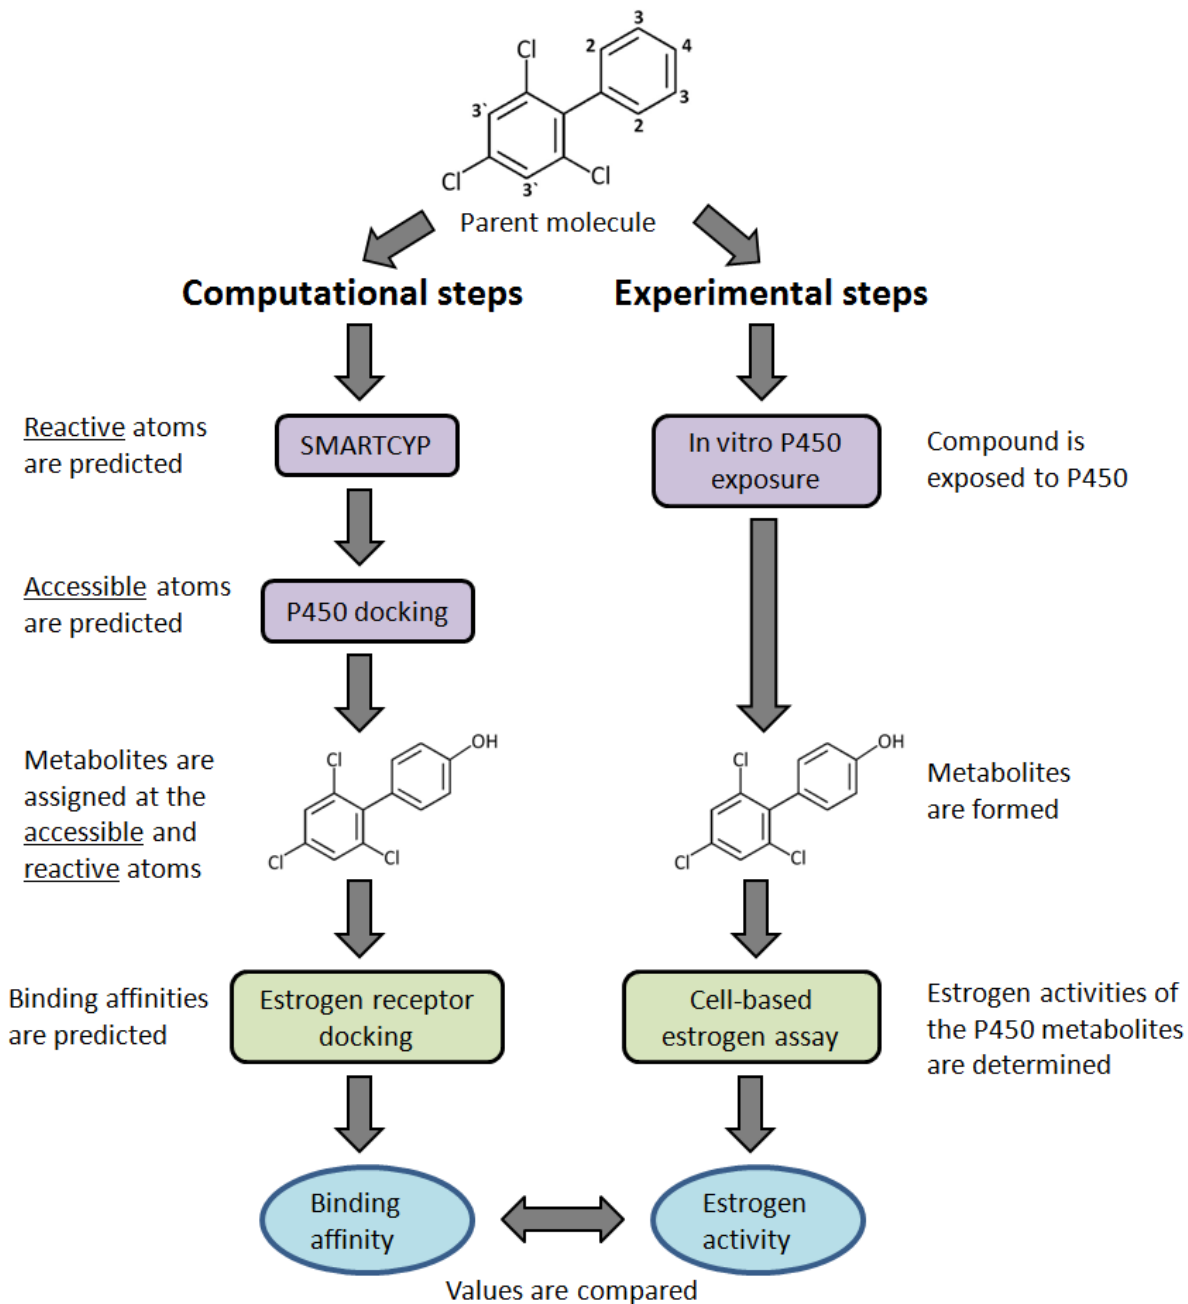 3
2
4
Cl
3`
3
2
Cl
Cl
3`
Parent molecule
Computational steps
Experimental steps
Reactive atoms
are predicted
SMARTCYP
In vitro P450
exposure
Compound is
exposed to P450
Accessible atoms
are predicted
P450 docking
Metabolites are
assigned at the
accessible and
reactive atoms
OH
Cl
Cl
Cl
OH
Cl
Cl
Cl
Metabolites
are formed
Binding affinities
are predicted
Estrogen receptor
docking
Cell-based
estrogen assay
Estrogen activities of
the P450 metabolites
are determined
Binding
affinity
Estrogen
activity
Values are compared